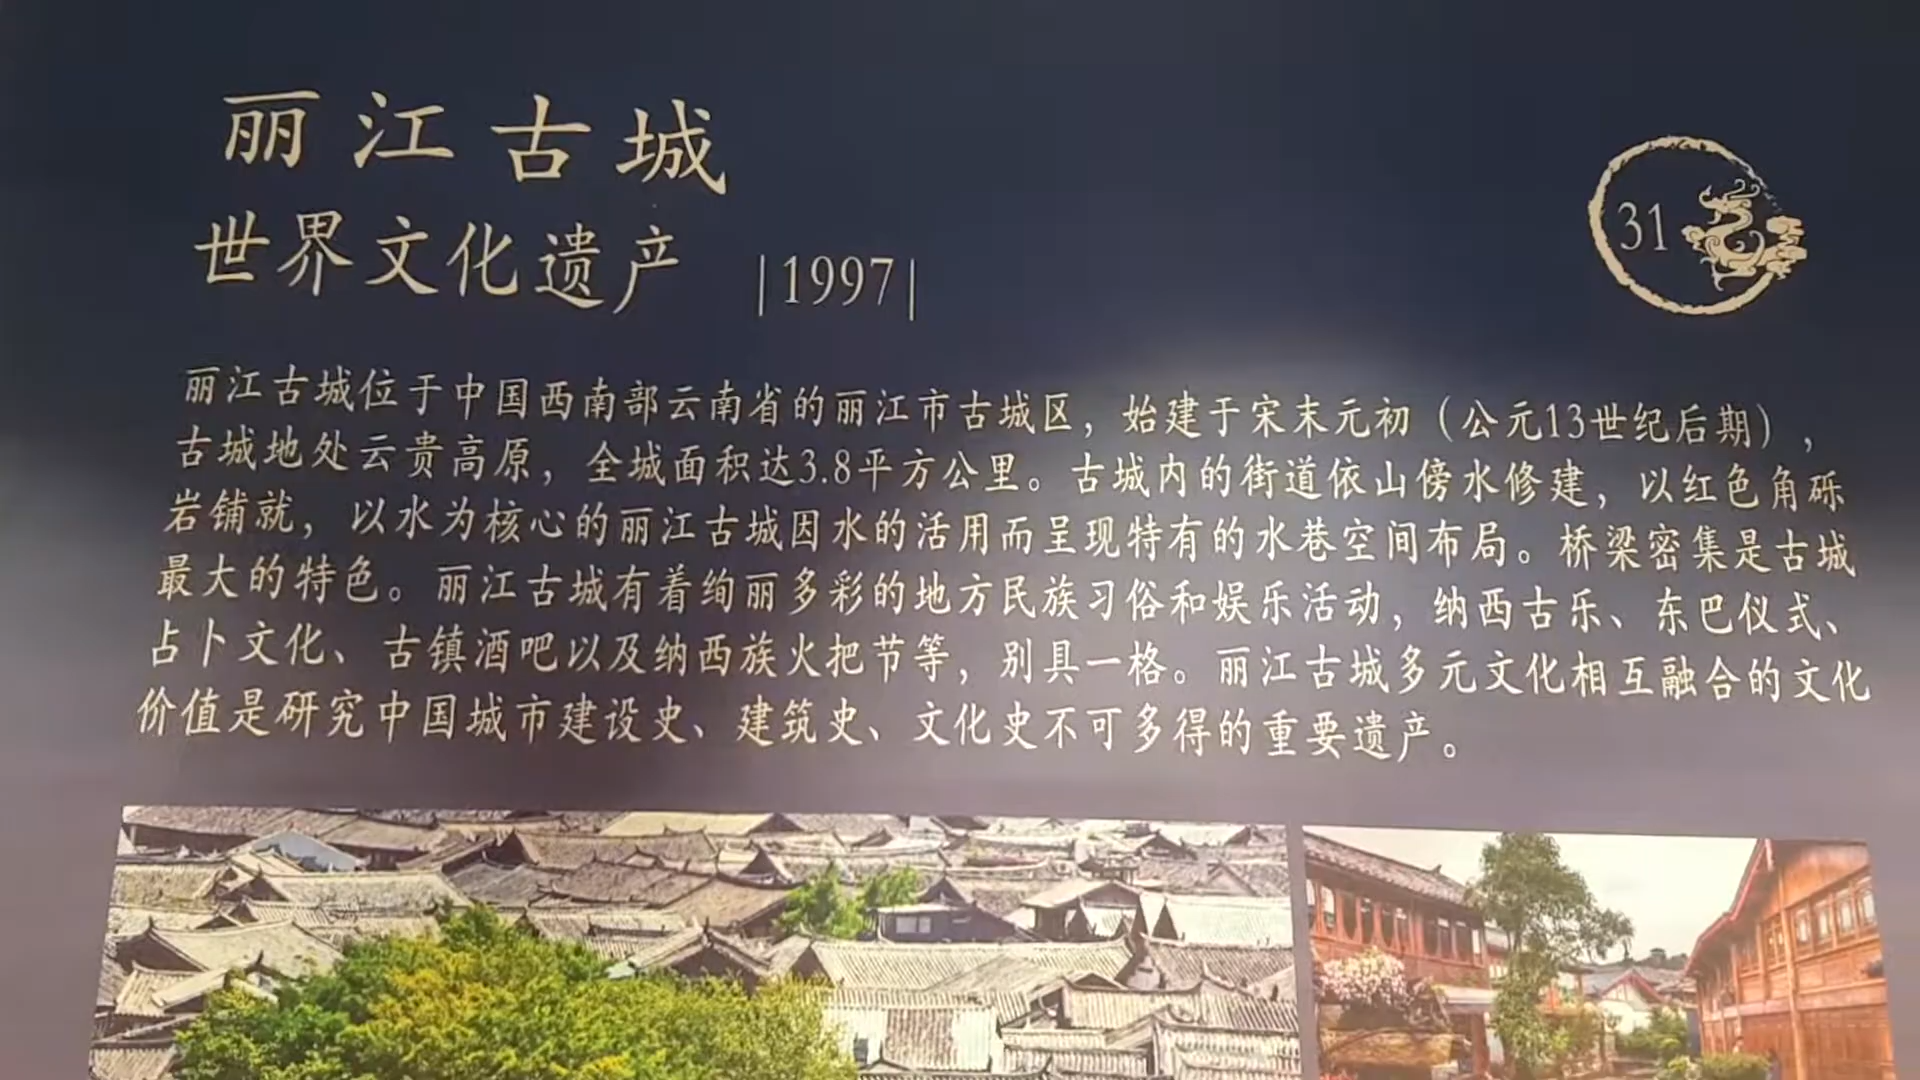 丽江古城
世界文化遗产 |1997|
31
丽江古城位于中国西南部云南省的丽江市古城区，始建于宋末元初（公元13世纪后期），
古城地处云贵高原，全城面积达3.8平方公里。古城内的街道依山傍水修建，以红色角砾
岩铺就，以水为核心的丽江古城因水的活用而呈现特有的水巷空间布局。桥梁密集是古城
最大的特色。丽江古城有着绚丽多彩的地方民族习俗和娱乐活动，纳西古乐、东巴仪式、
占卜文化、古镇酒吧以及纳西族火把节等，别具一格。丽江古城多元文化相互融合的文化
价值是研究中国城市建设史、建筑史、文化史不可多得的重要遗产。